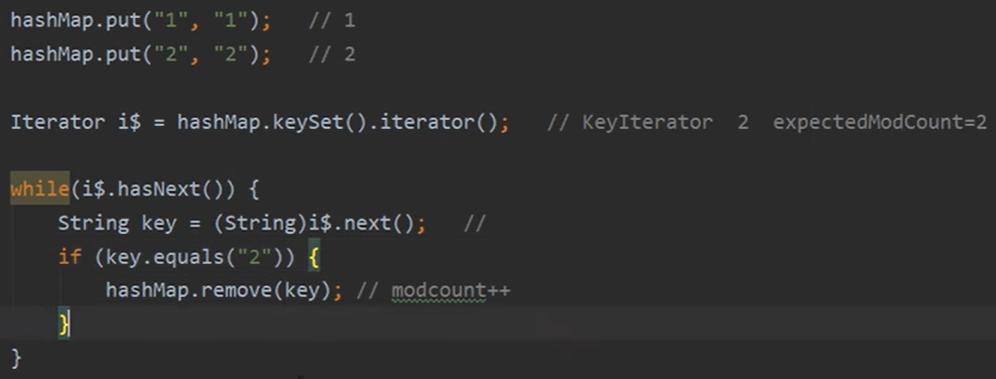 hashMap.put("1", "1");   // 1
hashMap.put("2", "2");   // 2
Iterator i$ = hashMap.keySet().iterator();   // KeyIterator  2  expectedModCount=2
while(i$.hasNext()) {
    String key = (String)i$.next();   //
    if (key.equals("2")) {
        hashMap.remove(key); // modcount++
    }
}